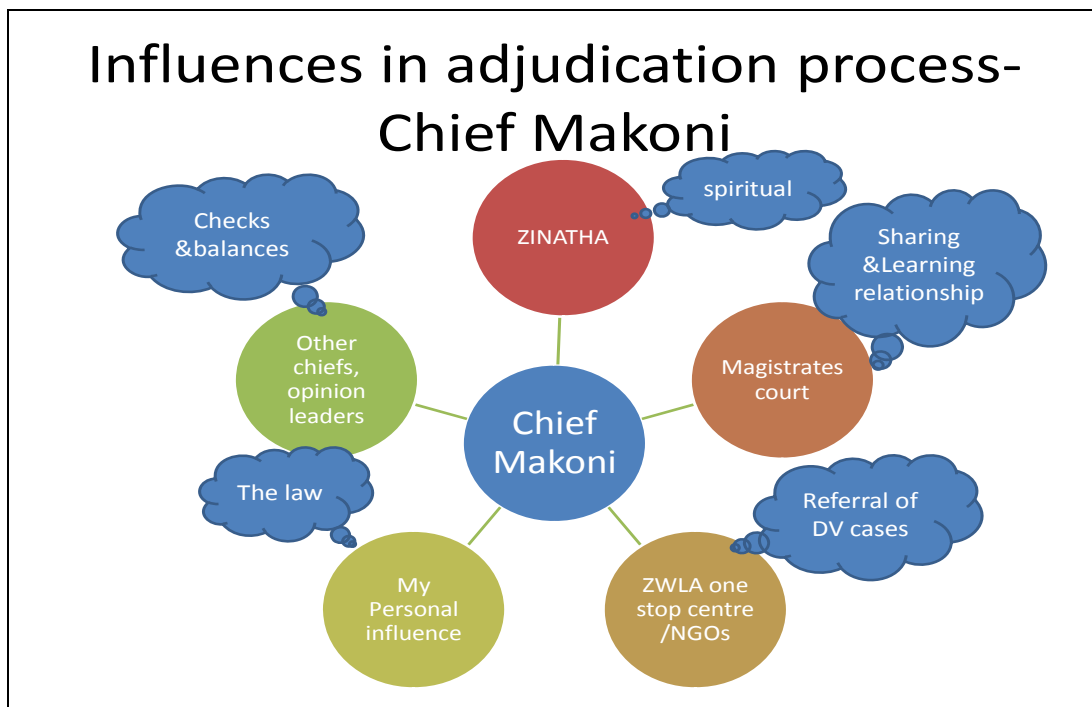 Influences in adjudication process-
Chief Makoni
spiritual
ZINATHA
Checks
&balances
Sharing
&Learning
relationship
Other
chiefs,
opinion
leaders
Magistrates
court
Chief
Makoni
The law
Referral of
DV cases
My
Personal
influence
ZWLA one
stop centre
/NGOs